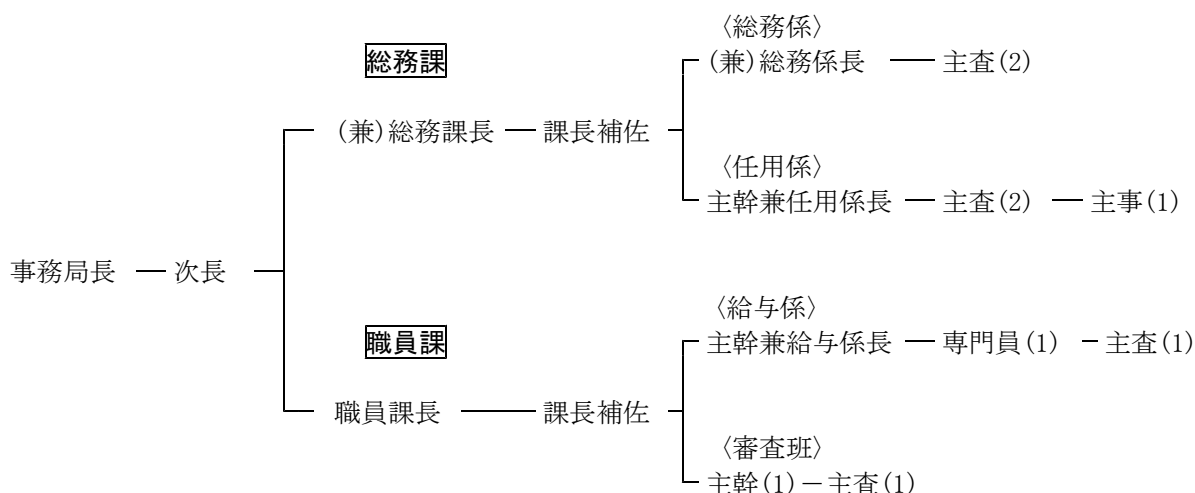 〈総務係〉
総務課
(兼)総務係長 主査(2)
(兼)総務課長 課長補佐
〈任用係〉
主幹兼任用係長 主査(2) 主事(1)
事務局長 次長
〈給与係〉
職員課
主幹兼給与係長 専門員(1) 主査(1)
職員課長 課長補佐
〈審査班〉
主幹(1)－主査(1)